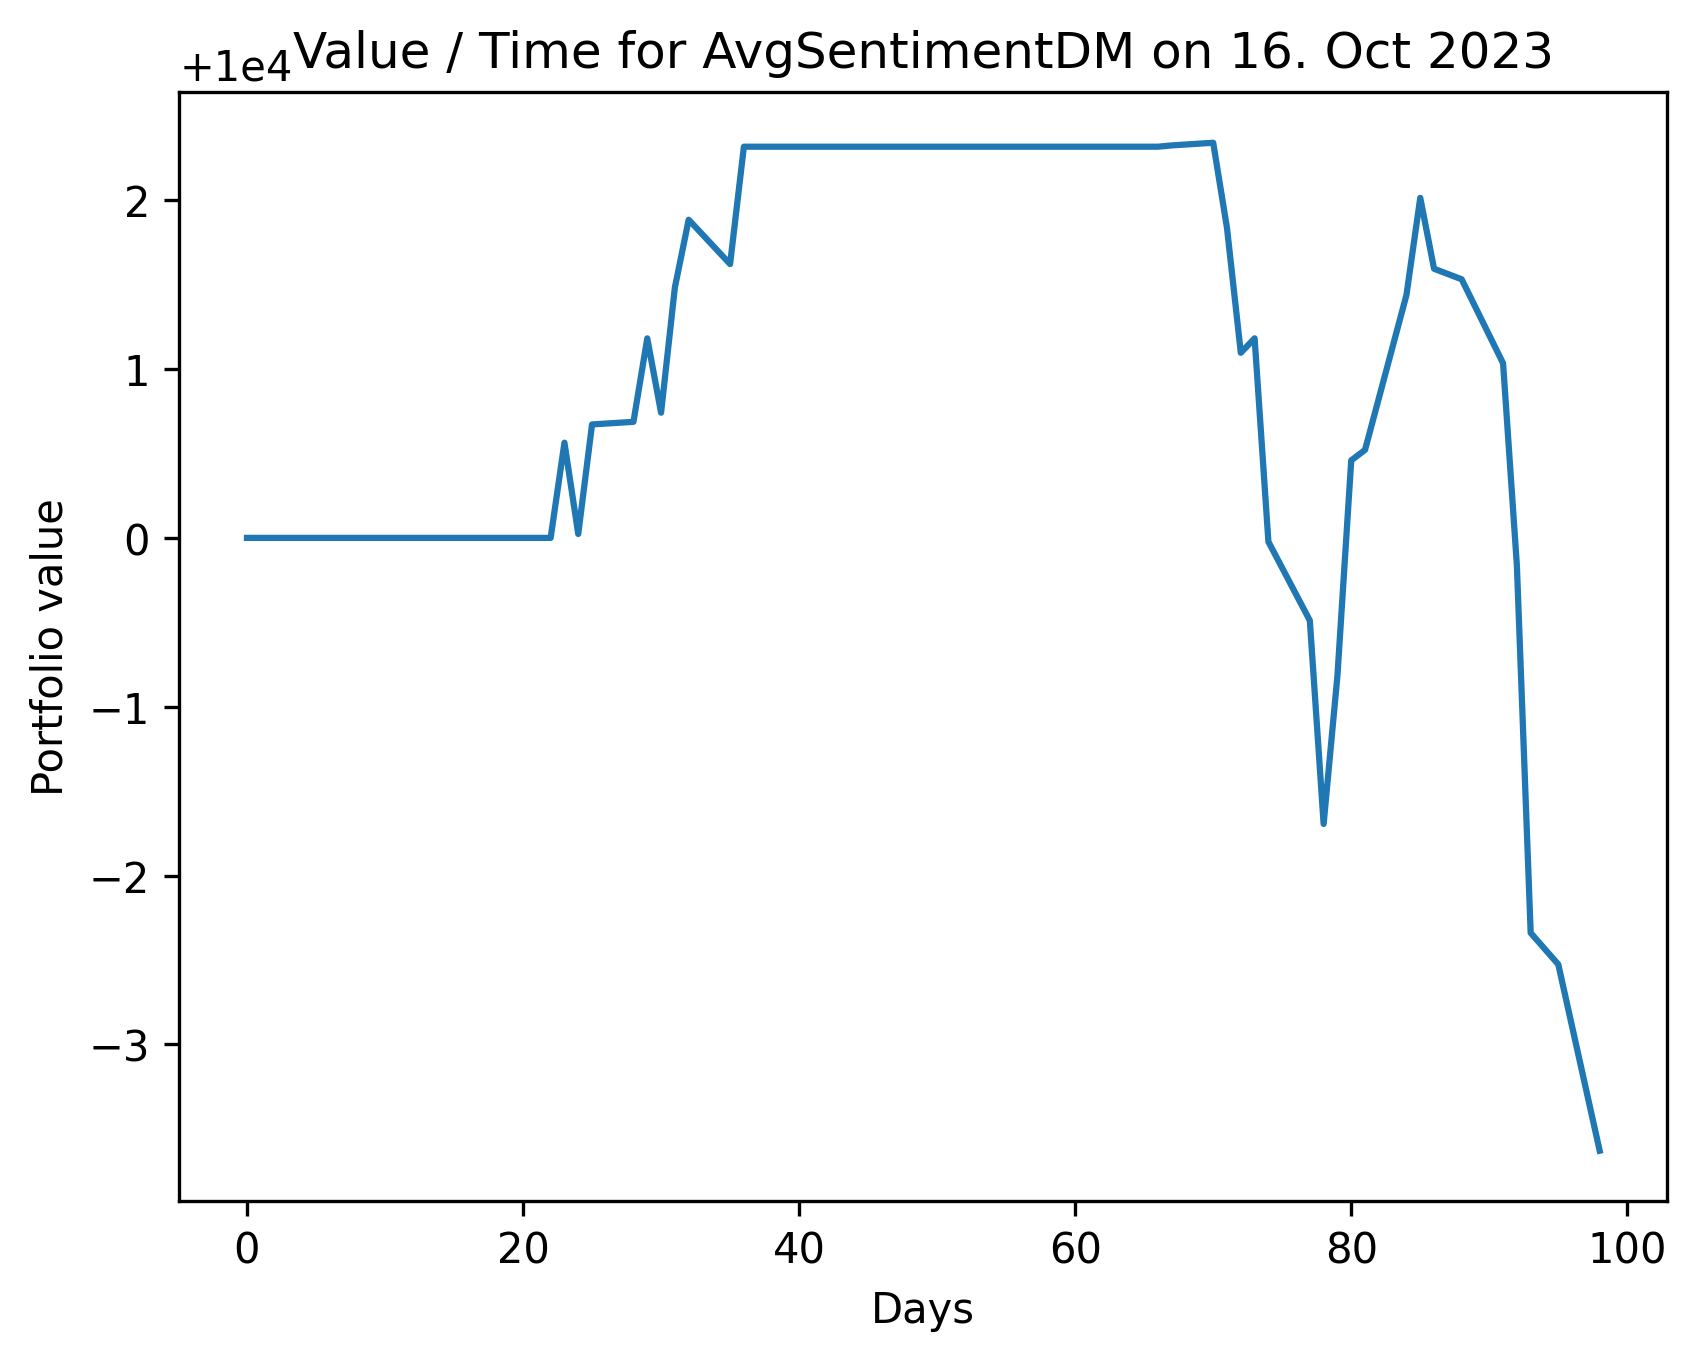 Value / Time for AvgSentimentDM on 16. Oct 2023
+1e4
2
1
0
−1
−2
−3
Portfolio value
0 20 40 60 80 100
Days